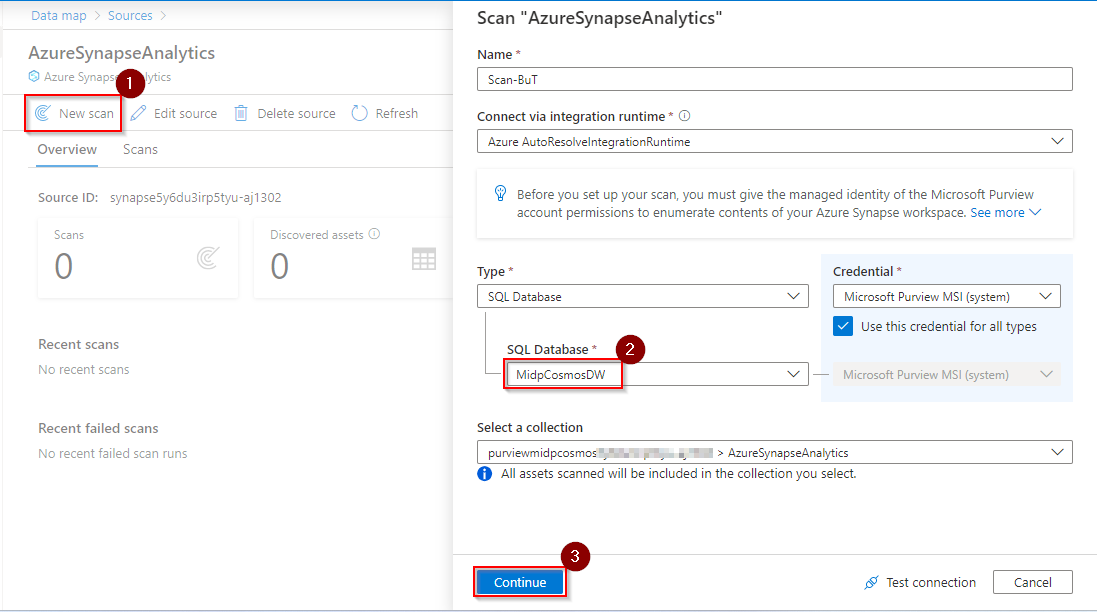 Data map > Sources >
AzureSynapseAnalytics
Azure Synapse lytics
1
New scan
Edit source
Delete source
Refresh
Overview
Scans
Source ID: synapse5y6du3irp5tyu-aj1302
Scans
0
Discovered assets
0
Recent scans
No recent scans
Recent failed scans
No recent failed scan runs
Scan "AzureSynapseAnalytics"
Name *
Scan-BuT
Connect via integration runtime *
Azure AutoResolveIntegrationRuntime
Before you set up your scan, you must give the managed identity of the Microsoft Purview
account permissions to enumerate contents of your Azure Synapse workspace. See more
Type *
SQL Database
Credential *
Microsoft Purview MSI (system)
Use this credential for all types
SQL Database *
2
MidpCosmosDW
Microsoft Purview MSI (system)
Select a collection
purviewmidpcosmos > AzureSynapseAnalytics
All assets scanned will be included in the collection you select.
3
Continue
Test connection
Cancel